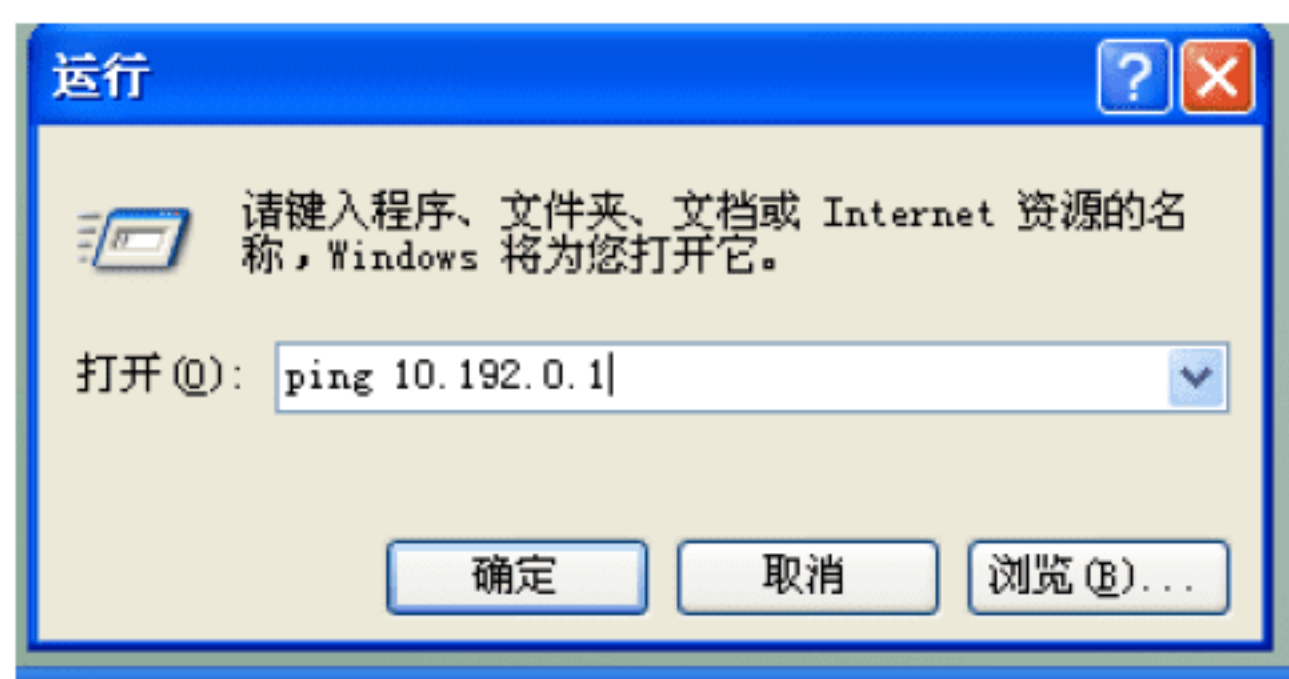 运行
请键入程序、文件夹、文档或 Internet 资源的名
称,Windows 将为您打开它。
打开(O): ping 10.192.0.1
确定 取消 浏览(B)...